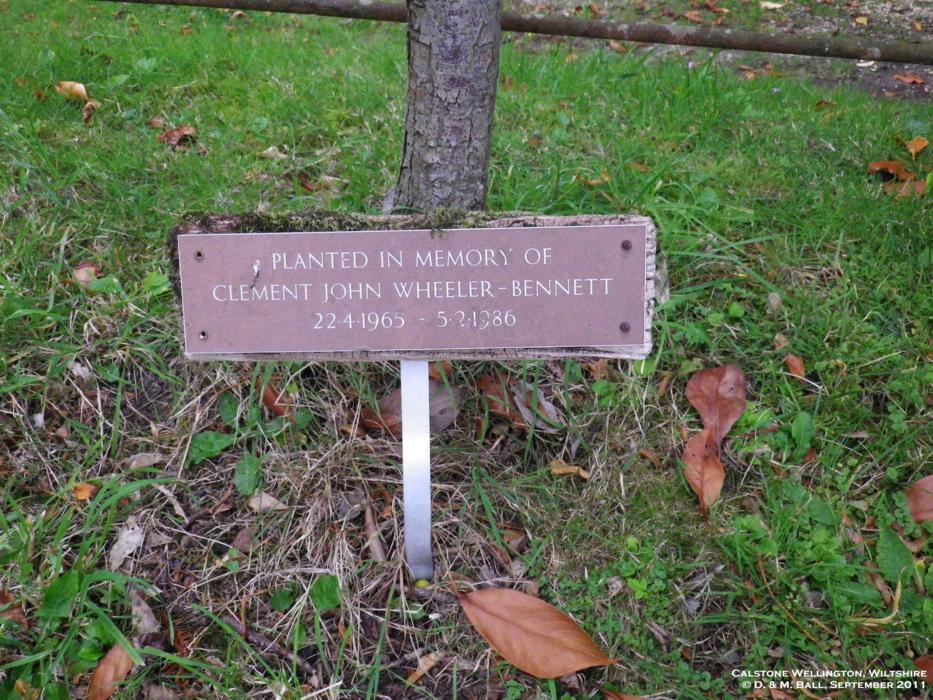 PLANTED IN MEMORY OF
CLEMENT JOHN WHEELER-BENNETT
22·4·1965 - 5·2·1986
CALSTONE WELLINGTON, WILTSHIRE
© D. & M. BALL, SEPTEMBER 2011